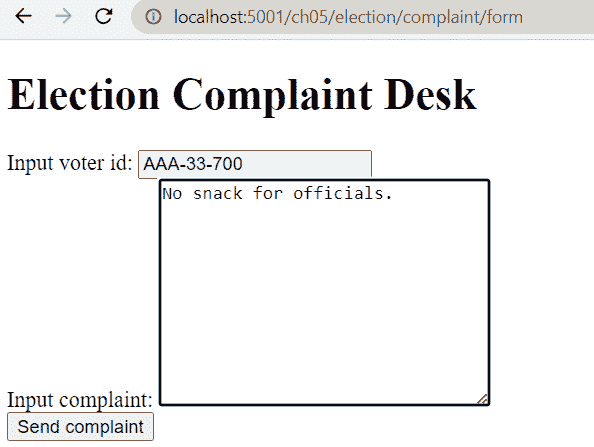 localhost:5001/ch05/election/complaint/form
Election Complaint Desk
Input voter id: AAA-33-700
No snack for officials.
Input complaint:
Send complaint